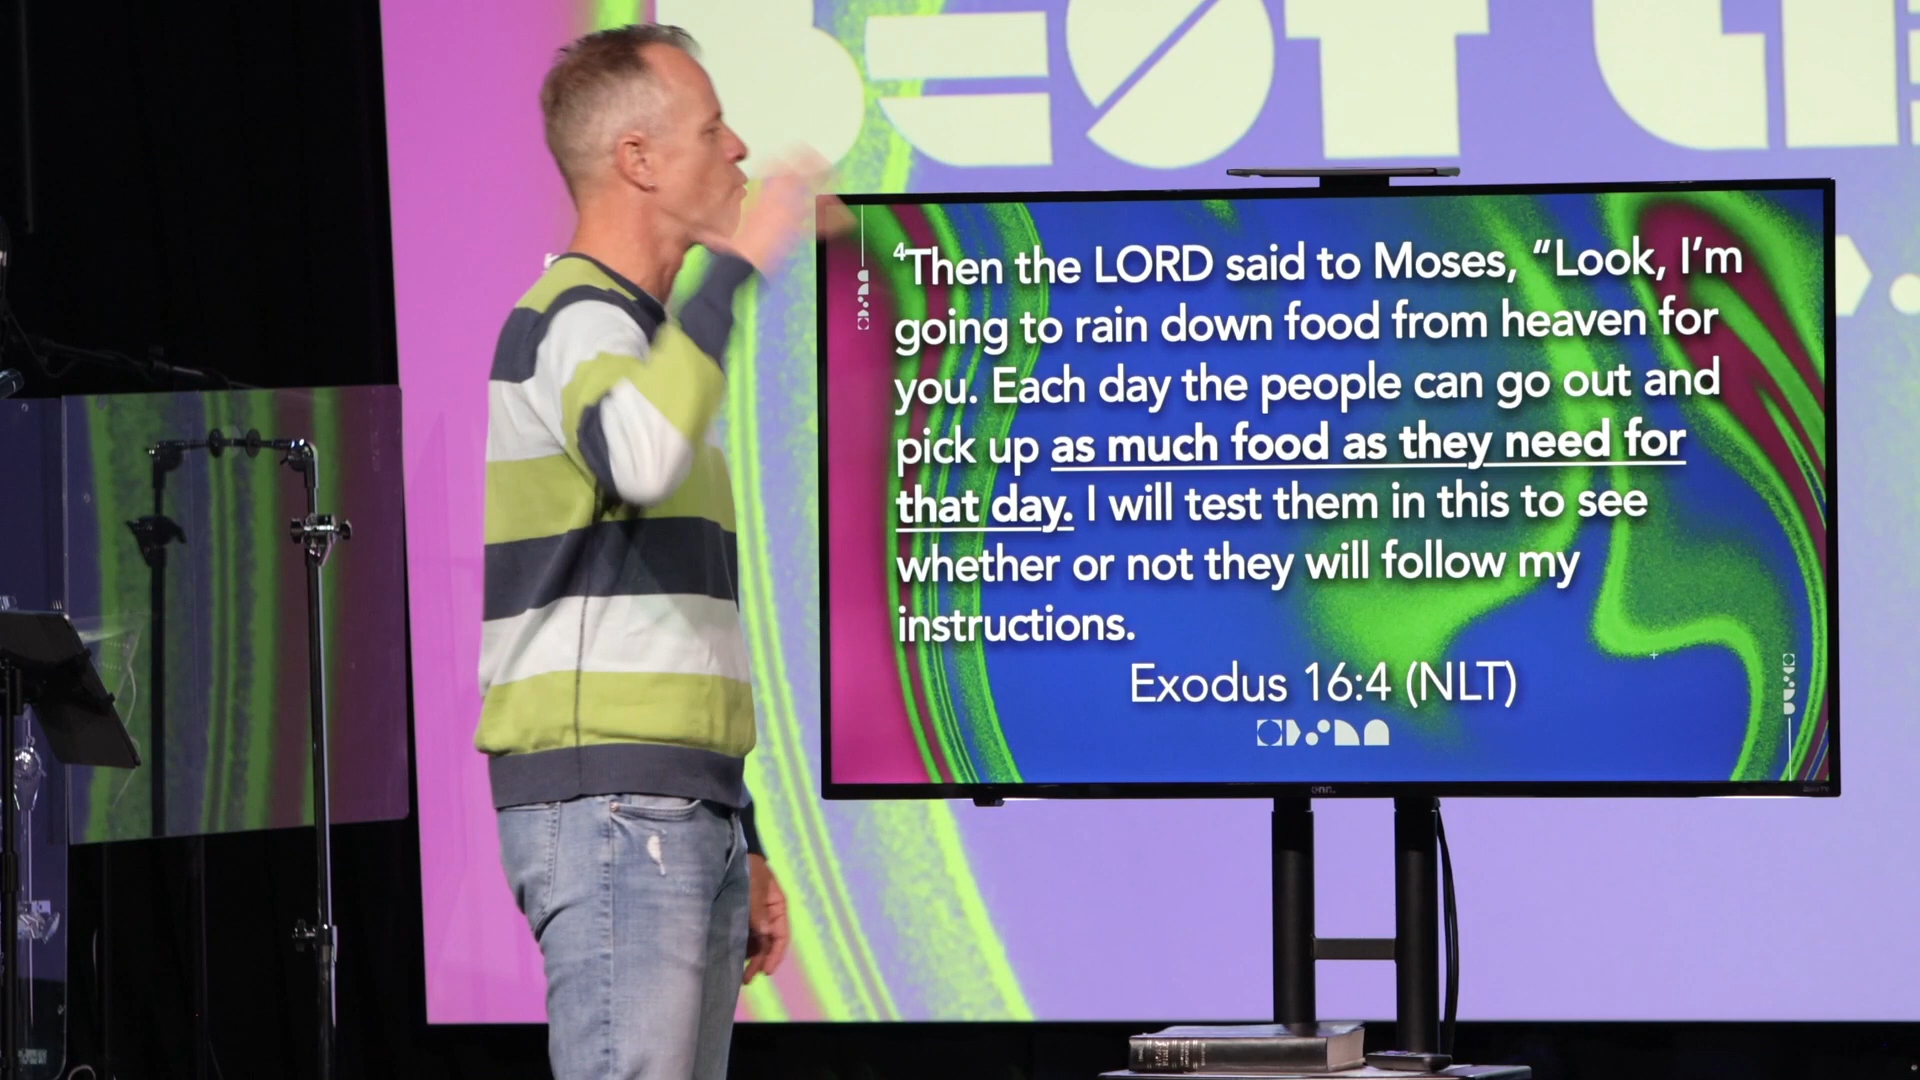 BEST
⁴Then the LORD said to Moses, “Look, I’m
going to rain down food from heaven for
you. Each day the people can go out and
pick up as much food as they need for
that day. I will test them in this to see
whether or not they will follow my
instructions.
Exodus 16:4 (NLT)
onn.